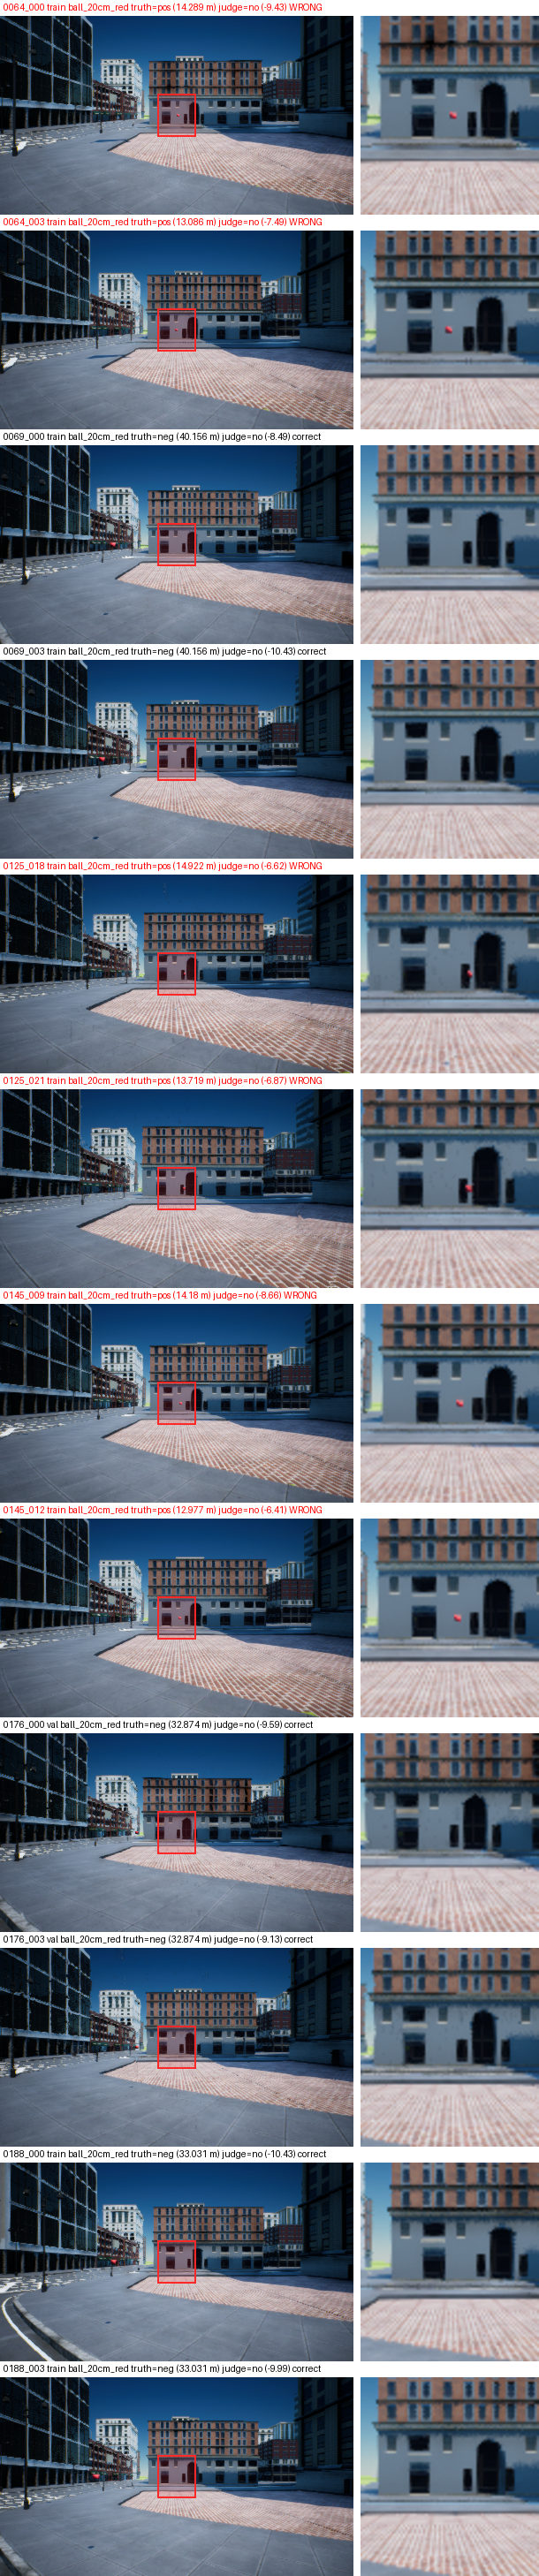 0064_000 train ball_20cm_red truth=pos (14.289 m) judge=no (-9.43) WRONG
0064_003 train ball_20cm_red truth=pos (13.086 m) judge=no (-7.49) WRONG
0069_000 train ball_20cm_red truth=neg (40.156 m) judge=no (-8.49) correct
0069_003 train ball_20cm_red truth=neg (40.156 m) judge=no (-10.43) correct
0125_018 train ball_20cm_red truth=pos (14.922 m) judge=no (-6.62) WRONG
0125_021 train ball_20cm_red truth=pos (13.719 m) judge=no (-6.87) WRONG
0145_009 train ball_20cm_red truth=pos (14.18 m) judge=no (-8.66) WRONG
0145_012 train ball_20cm_red truth=pos (12.977 m) judge=no (-6.41) WRONG
0176_000 val ball_20cm_red truth=neg (32.874 m) judge=no (-9.59) correct
0176_003 val ball_20cm_red truth=neg (32.874 m) judge=no (-9.13) correct
0188_000 train ball_20cm_red truth=neg (33.031 m) judge=no (-10.43) correct
0188_003 train ball_20cm_red truth=neg (33.031 m) judge=no (-9.99) correct